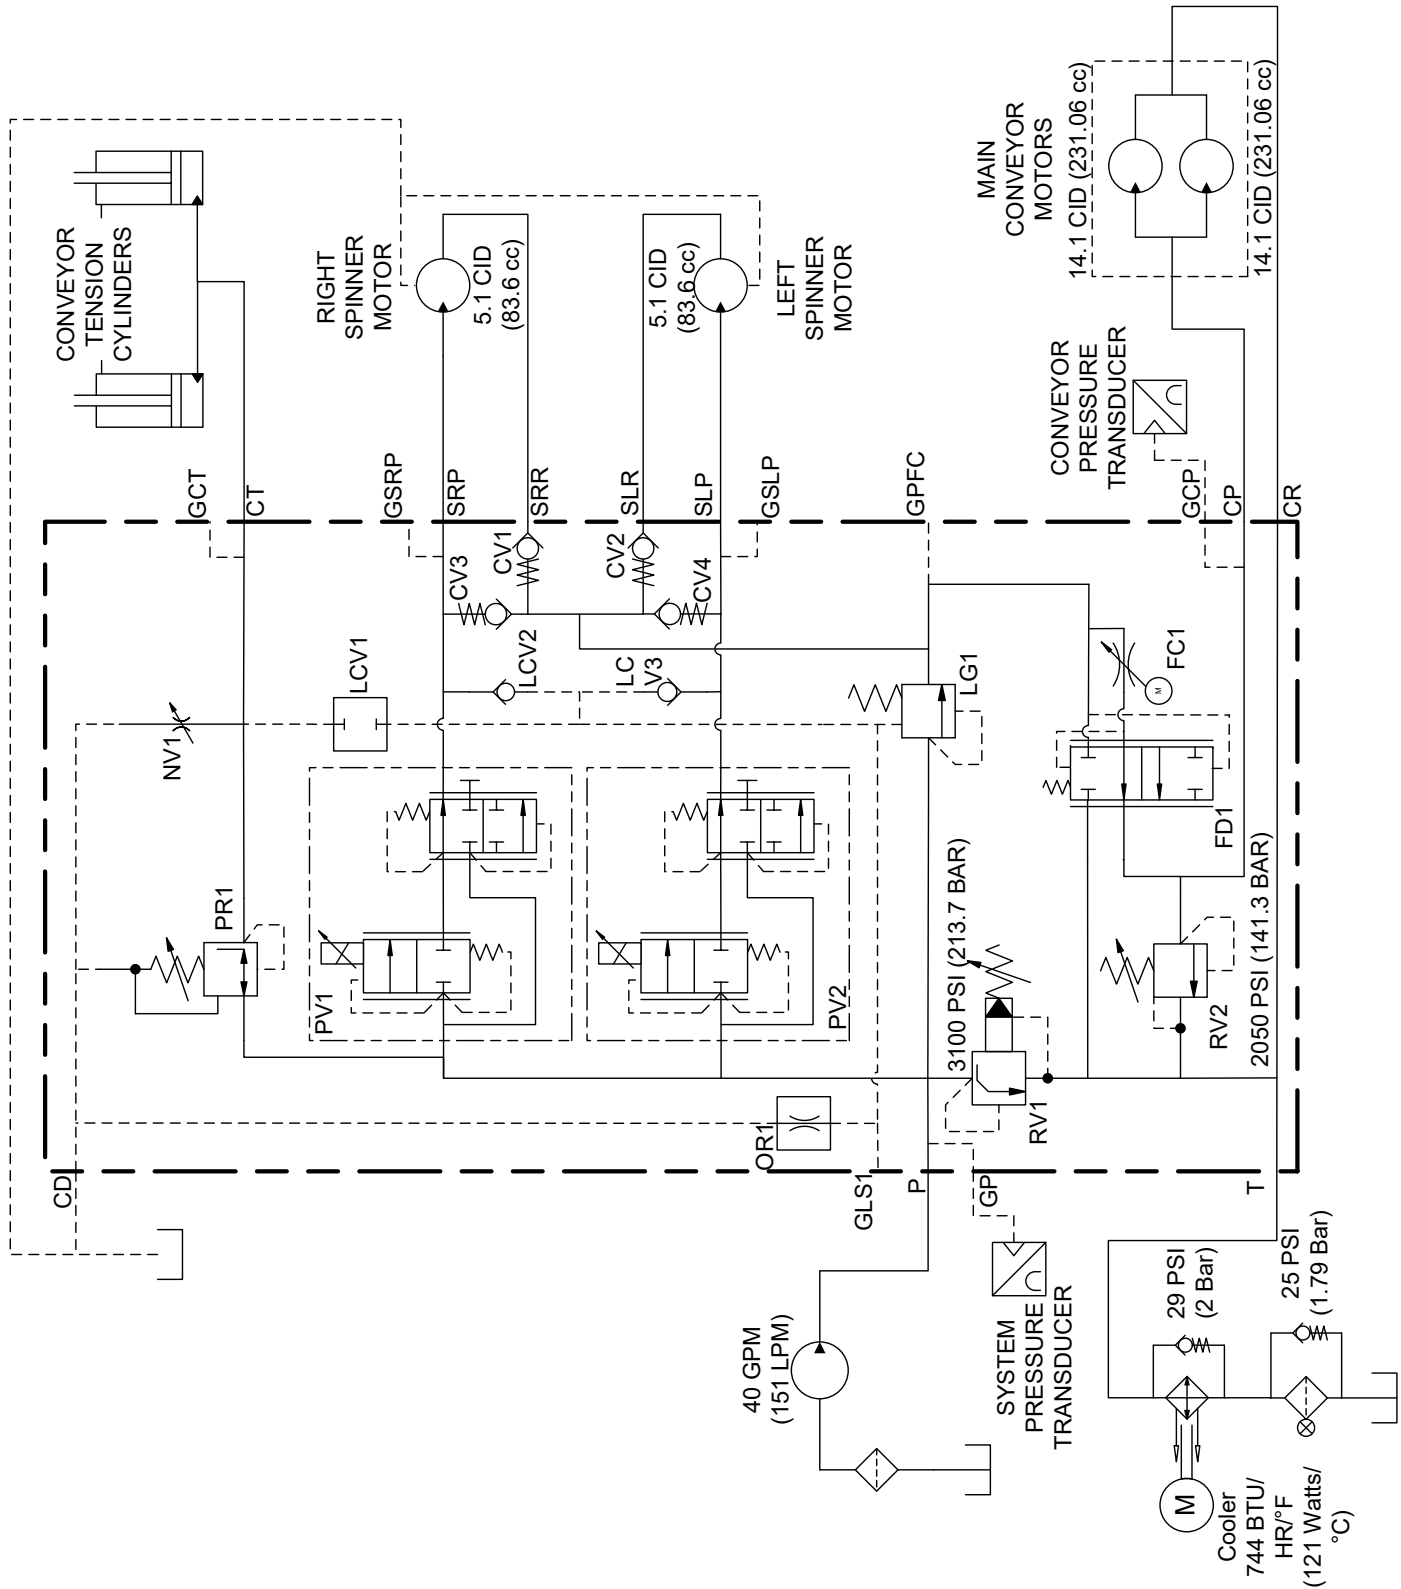 CONVEYOR
TENSION
CYLINDERS
RIGHT
SPINNER
MOTOR
5.1 CID
(83.6 cc)
5.1 CID
(83.6 cc)
LEFT
SPINNER
MOTOR
MAIN
CONVEYOR
MOTORS
14.1 CID (231.06 cc)
14.1 CID (231.06 cc)
CONVEYOR
PRESSURE
TRANSDUCER
GCT
CT
GSRP
SRP
SRR
SLR
SLP
GSLP
GPFC
GCP
CP
CR
CV3
CV1
CV2
CV4
NV1
LCV1
LCV2
LC
V3
LG1
FC1
M
PR1
PV1
PV2
FD1
3100 PSI (213.7 BAR)
RV1
RV2
2050 PSI (141.3 BAR)
OR1
CD
GLS1
P
GP
T
40 GPM
(151 LPM)
SYSTEM
PRESSURE
TRANSDUCER
29 PSI
(2 Bar)
25 PSI
(1.79 Bar)
M
Cooler
744 BTU/
HR/°F
(121 Watts/
°C)